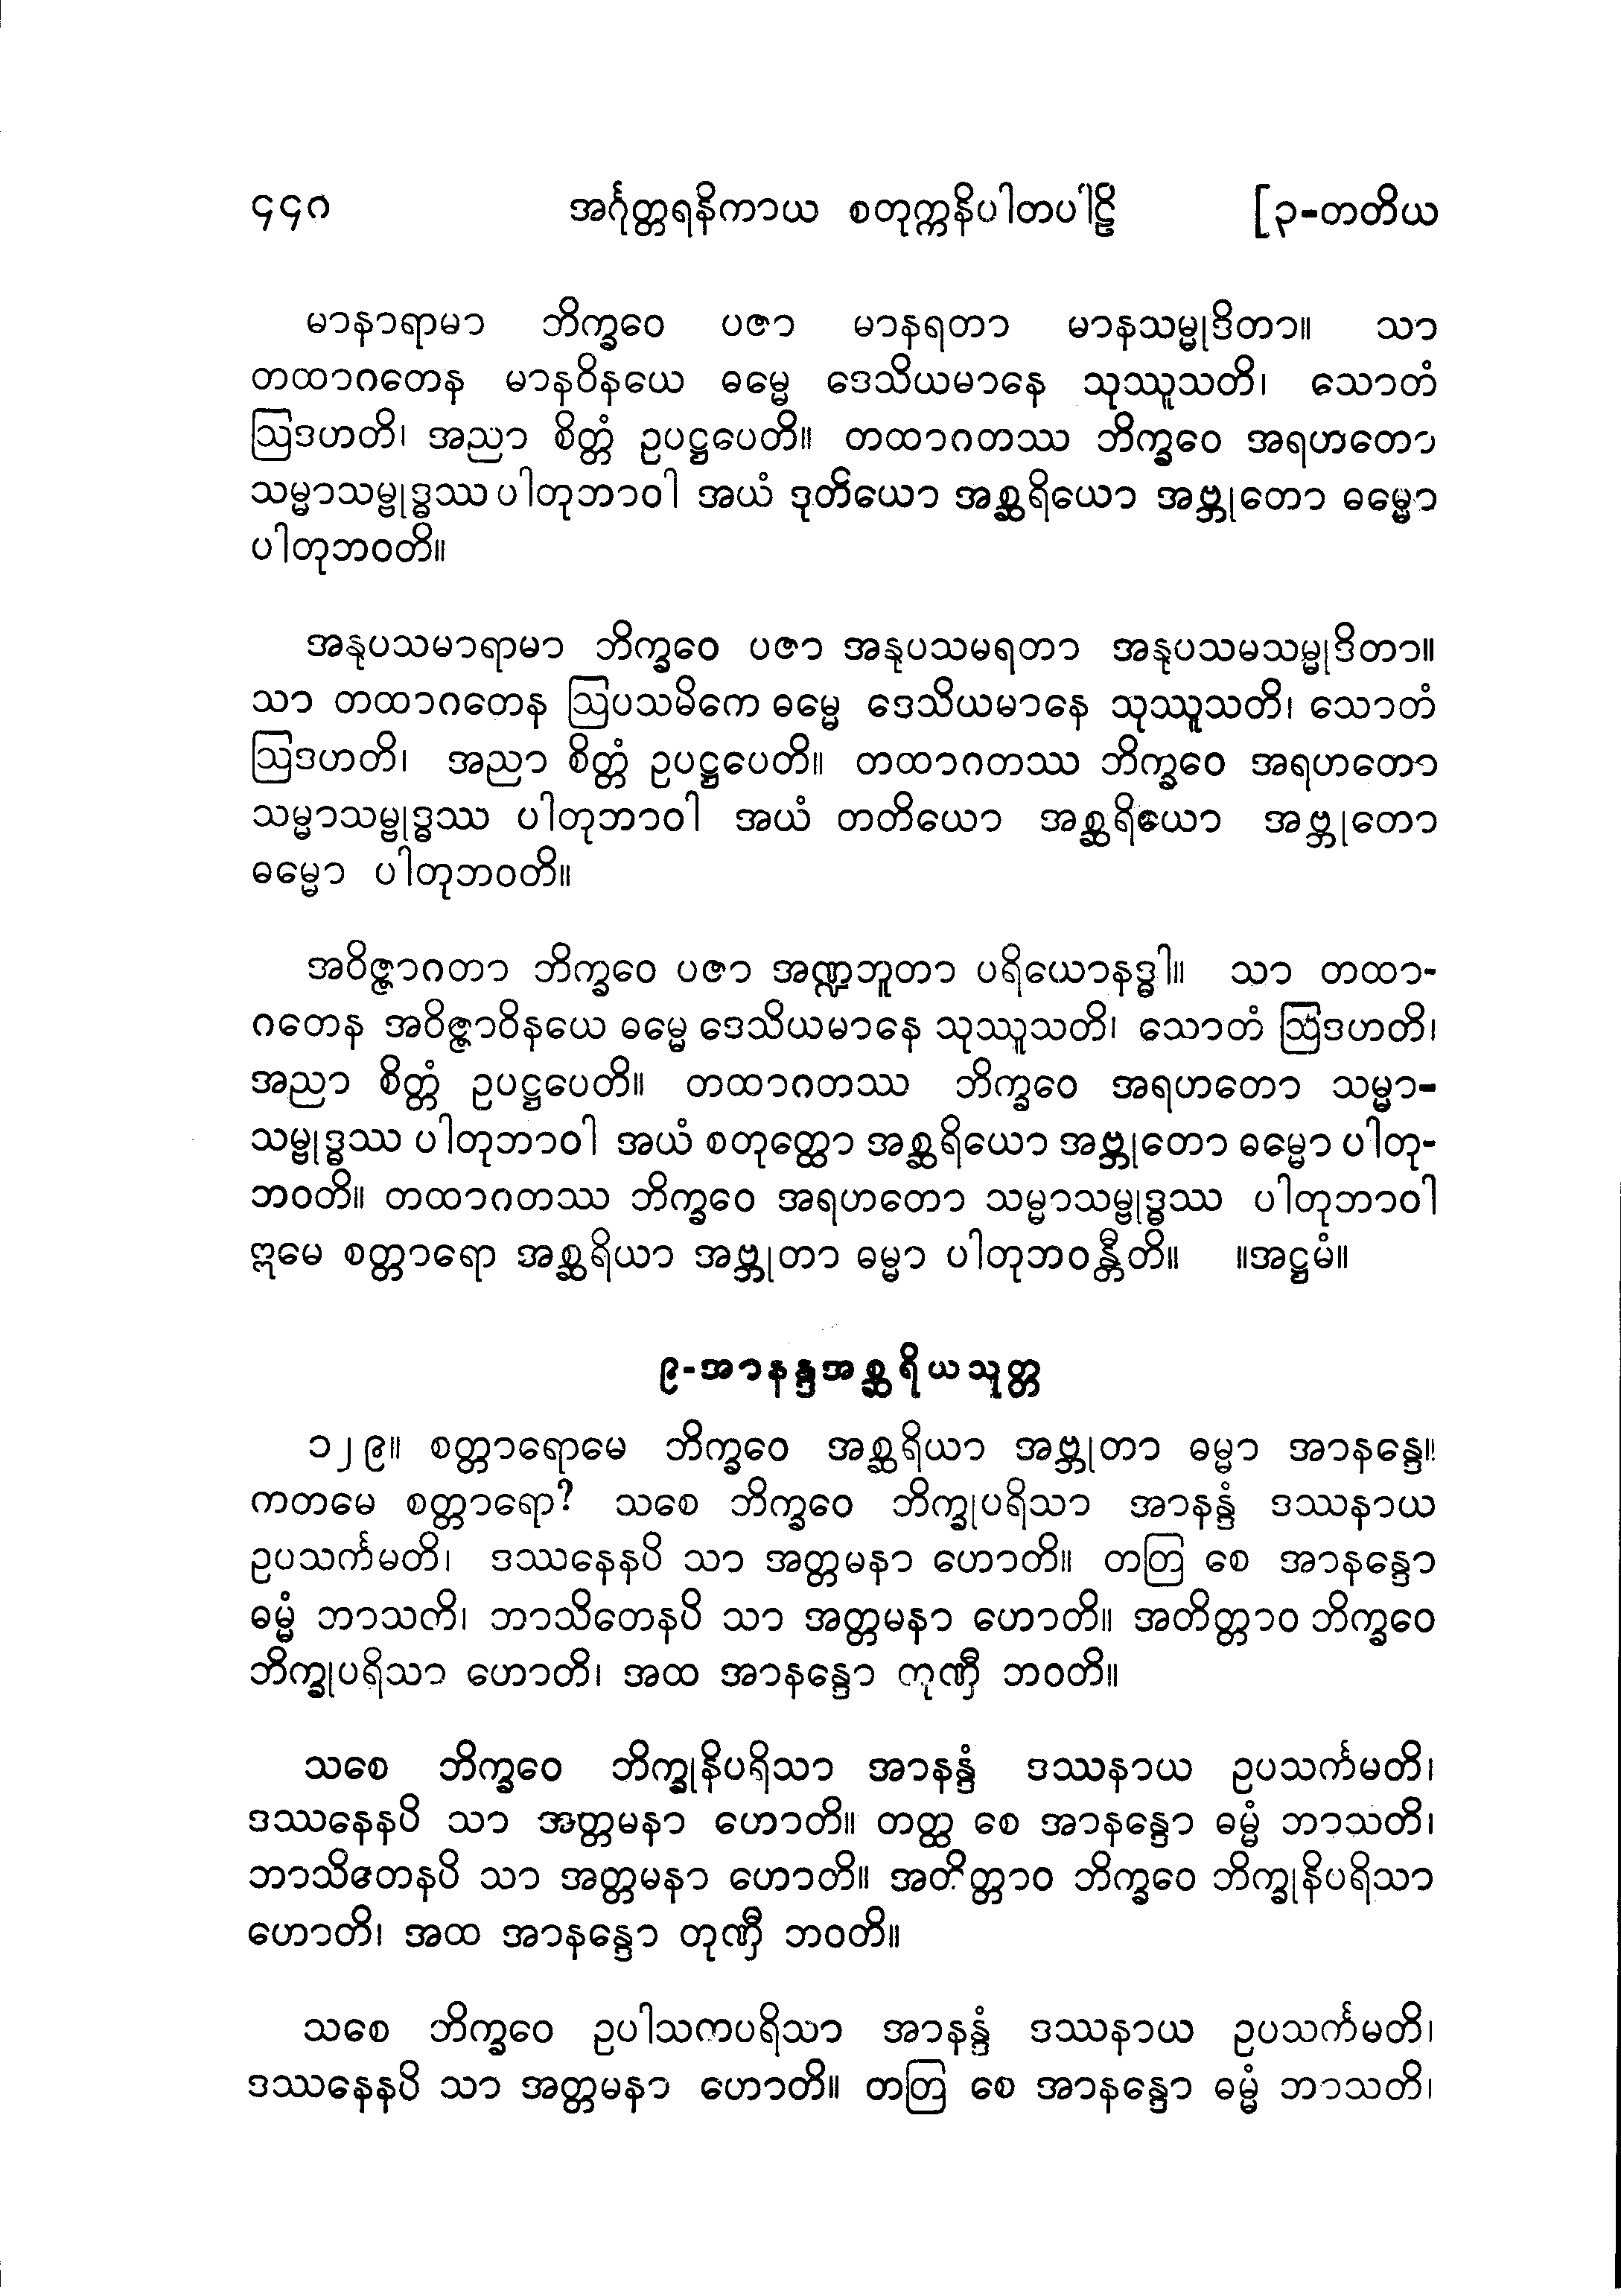 ၄၄၈ အင်္ဂုတ္တရနိကာယ စတုက္ကနိပါတပါဠိ [၃-တတိယ
မာနာရာမာ ဘိက္ခဝေ ပဇာ မာနရတာ မာနသမ္မုဒိတာ။ သာ
တထာဂတေန မာနဝိနယေ ဓမ္မေ ဒေသိယမာနေ သုဿူသတိ၊ သောတံ
ဩဒဟတိ၊ အညာ စိတ္တံ ဥပဋ္ဌပေတိ။ တထာဂတဿ ဘိက္ခဝေ အရဟတော
သမ္မာသမ္ဗုဒ္ဓဿ ပါတုဘာဝါ အယံ ဒုတိယော အစ္ဆရိယော အဗ္ဘုတော ဓမ္မော
ပါတုဘဝတိ။
အနုပသမာရာမာ ဘိက္ခဝေ ပဇာ အနုပသမရတာ အနုပသမသမ္မုဒိတာ။
သာ တထာဂတေန ဩပသမိကေ ဓမ္မေ ဒေသိယမာနေ သုဿူသတိ၊ သောတံ
ဩဒဟတိ၊ အညာ စိတ္တံ ဥပဋ္ဌပေတိ။ တထာဂတဿ ဘိက္ခဝေ အရဟတော
သမ္မာသမ္ဗုဒ္ဓဿ ပါတုဘာဝါ အယံ တတိယော အစ္ဆရိယော အဗ္ဘုတော
ဓမ္မော ပါတုဘဝတိ။
အဝိဇ္ဇာဂတာ ဘိက္ခဝေ ပဇာ အဏ္ဍဘူတာ ပရိယောနဒ္ဓါ။ သာ တထာ-
ဂတေန အဝိဇ္ဇာဝိနယေ ဓမ္မေ ဒေသိယမာနေ သုဿူသတိ၊ သောတံ ဩဒဟတိ၊
အညာ စိတ္တံ ဥပဋ္ဌပေတိ။ တထာဂတဿ ဘိက္ခဝေ အရဟတော သမ္မာ-
သမ္ဗုဒ္ဓဿ ပါတုဘာဝါ အယံ စတုတ္ထော အစ္ဆရိယော အဗ္ဘုတော ဓမ္မော ပါတု-
ဘဝတိ။ တထာဂတဿ ဘိက္ခဝေ အရဟတော သမ္မာသမ္ဗုဒ္ဓဿ ပါတုဘာဝါ
ဣမေ စတ္တာရော အစ္ဆရိယာ အဗ္ဘုတာ ဓမ္မာ ပါတုဘဝန္တီတိ။ ။အဋ္ဌမံ။
၉-အာနန္ဒအစ္ဆရိယသုတ္တ
၁၂၉။ စတ္တာရောမေ ဘိက္ခဝေ အစ္ဆရိယာ အဗ္ဘုတာ ဓမ္မာ အာနန္ဒေ။
ကတမေ စတ္တာရော? သစေ ဘိက္ခဝေ ဘိက္ခုပရိသာ အာနန္ဒံ ဒဿနာယ
ဥပသင်္ကမတိ၊ ဒဿနေနပိ သာ အတ္တမနာ ဟောတိ။ တတြ စေ အာနန္ဒော
ဓမ္မံ ဘာသတိ၊ ဘာသိတေနပိ သာ အတ္တမနာ ဟောတိ။ အတိတ္တာဝ ဘိက္ခဝေ
ဘိက္ခုပရိသာ ဟောတိ၊ အထ အာနန္ဒော တုဏှီ ဘဝတိ။
သစေ ဘိက္ခဝေ ဘိက္ခုနိပရိသာ အာနန္ဒံ ဒဿနာယ ဥပသင်္ကမတိ၊
ဒဿနေနပိ သာ အတ္တမနာ ဟောတိ။ တတ္ထ စေ အာနန္ဒော ဓမ္မံ ဘာသတိ၊
ဘာသိတေနပိ သာ အတ္တမနာ ဟောတိ။ အတိတ္တာဝ ဘိက္ခဝေ ဘိက္ခုနိပရိသာ
ဟောတိ၊ အထ အာနန္ဒော တုဏှီ ဘဝတိ။
သစေ ဘိက္ခဝေ ဥပါသကပရိသာ အာနန္ဒံ ဒဿနာယ ဥပသင်္ကမတိ၊
ဒဿနေနပိ သာ အတ္တမနာ ဟောတိ။ တတြ စေ အာနန္ဒော ဓမ္မံ ဘာသတိ၊